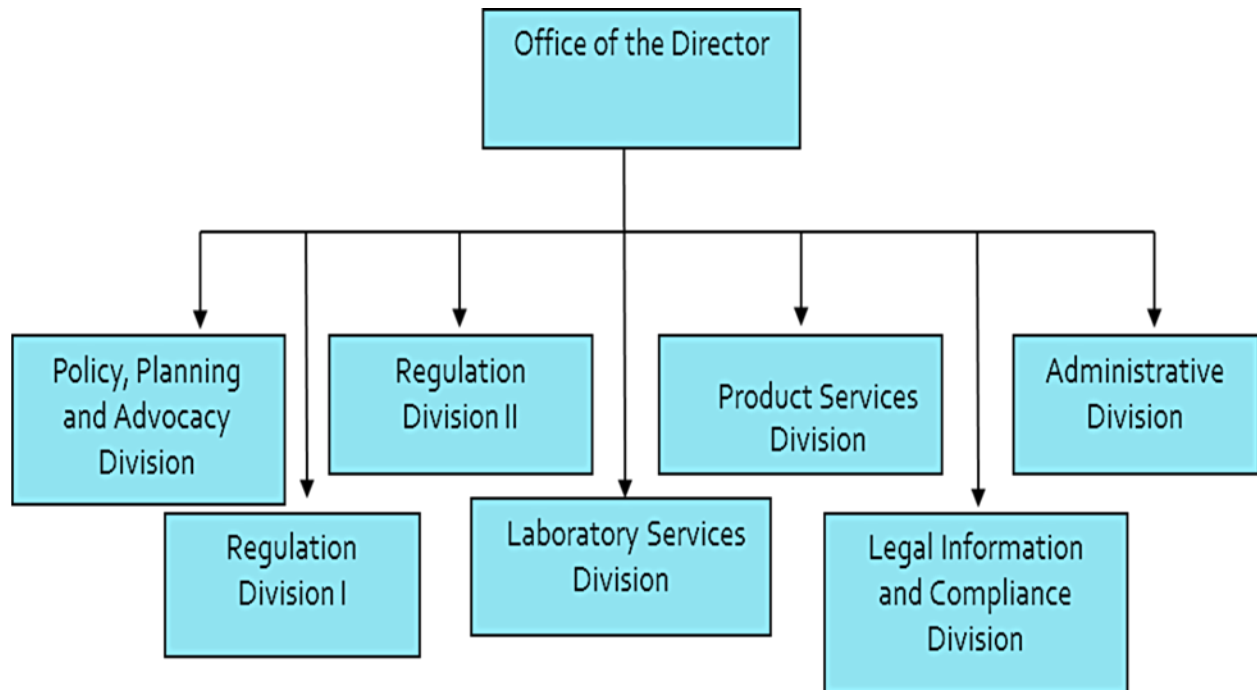 Office of the Director
Policy, Planning
and Advocacy
Division
Regulation
Division II
Product Services
Division
Administrative
Division
Regulation
Division I
Laboratory Services
Division
Legal Information
and Compliance
Division